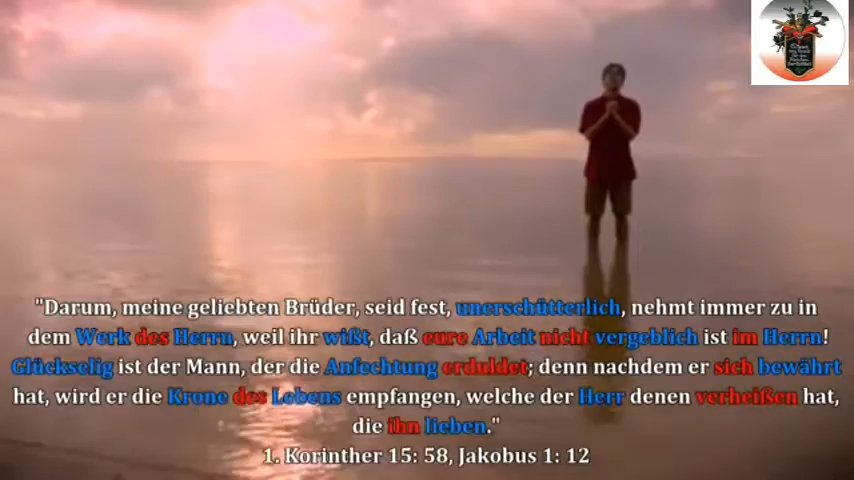 "Darum, meine geliebten Brüder, seid fest, unerschütterlich, nehmt immer zu in
dem Werk des Herrn, weil ihr wißt, daß eure Arbeit nicht vergeblich ist im Herrn!
Glückselig ist der Mann, der die Anfechtung erduldet; denn nachdem er sich bewährt
hat, wird er die Krone des Lebens empfangen, welche der Herr denen verheißen hat,
die ihn lieben."
1. Korinther 15: 58, Jakobus 1: 12